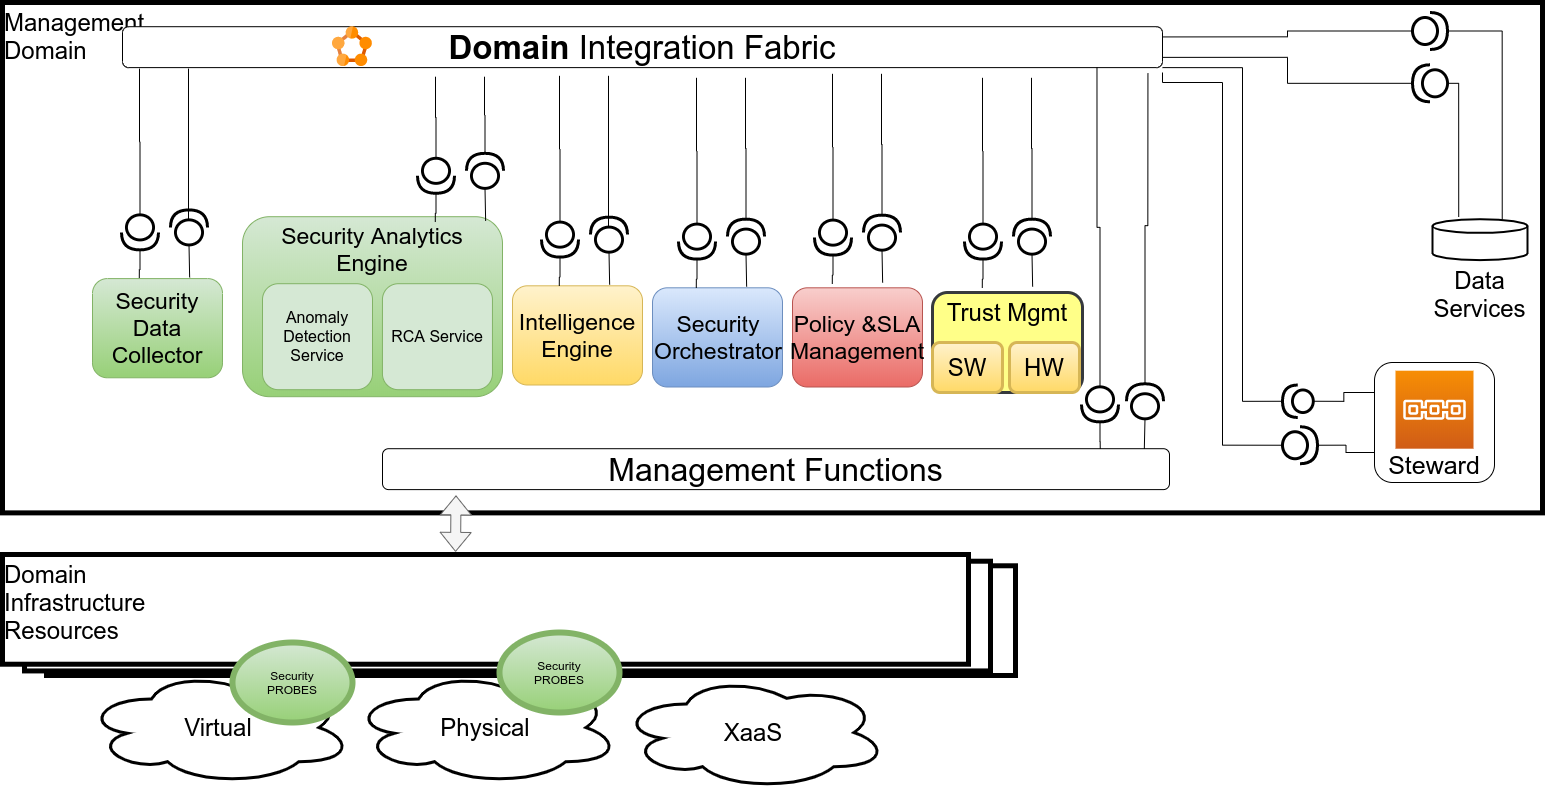 Management
Domain
Domain Integration Fabric
Security Analytics
Engine
Security
Data
Collector
Anomaly
Detection
Service
RCA Service
Intelligence
Engine
Security
Orchestrator
Policy &SLA
Management
Trust Mgmt
SW
HW
Data
Services
Steward
Management Functions
Domain
Infrastructure
Resources
Security
PROBES
Security
PROBES
Virtual
Physical
XaaS